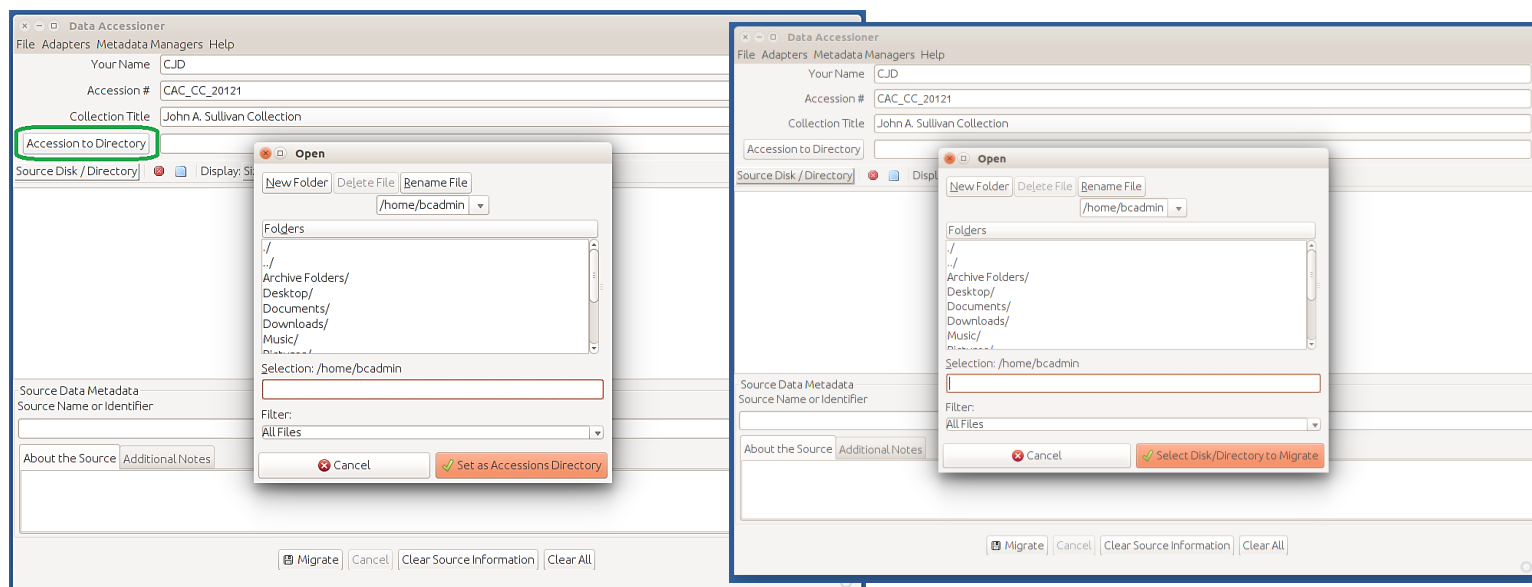 Data Accessioner
File Adapters Metadata Managers Help
Your Name CJD
Accession # CAC_CC_20121
Collection Title John A. Sullivan Collection
Accession to Directory
Source Disk / Directory Display:
Open
New Folder Delete File Rename File
/home/bcadmin
Folders
./
../
Archive Folders/
Desktop/
Documents/
Downloads/
Music/
Pictures/
Selection: /home/bcadmin
Filter:
All Files
Cancel Set as Accessions Directory
Source Data Metadata
Source Name or Identifier
About the Source Additional Notes
Migrate Cancel Clear Source Information Clear All
Data Accessioner
File Adapters Metadata Managers Help
Your Name CJD
Accession # CAC_CC_20121
Collection Title John A. Sullivan Collection
Accession to Directory
Source Disk / Directory Displ
Open
New Folder Delete File Rename File
/home/bcadmin
Folders
./
../
Archive Folders/
Desktop/
Documents/
Downloads/
Music/
Pictures/
Selection: /home/bcadmin
Filter:
All Files
Cancel Select Disk/Directory to Migrate
Source Data Metadata
Source Name or Identifier
About the Source Additional Notes
Migrate Cancel Clear Source Information Clear All